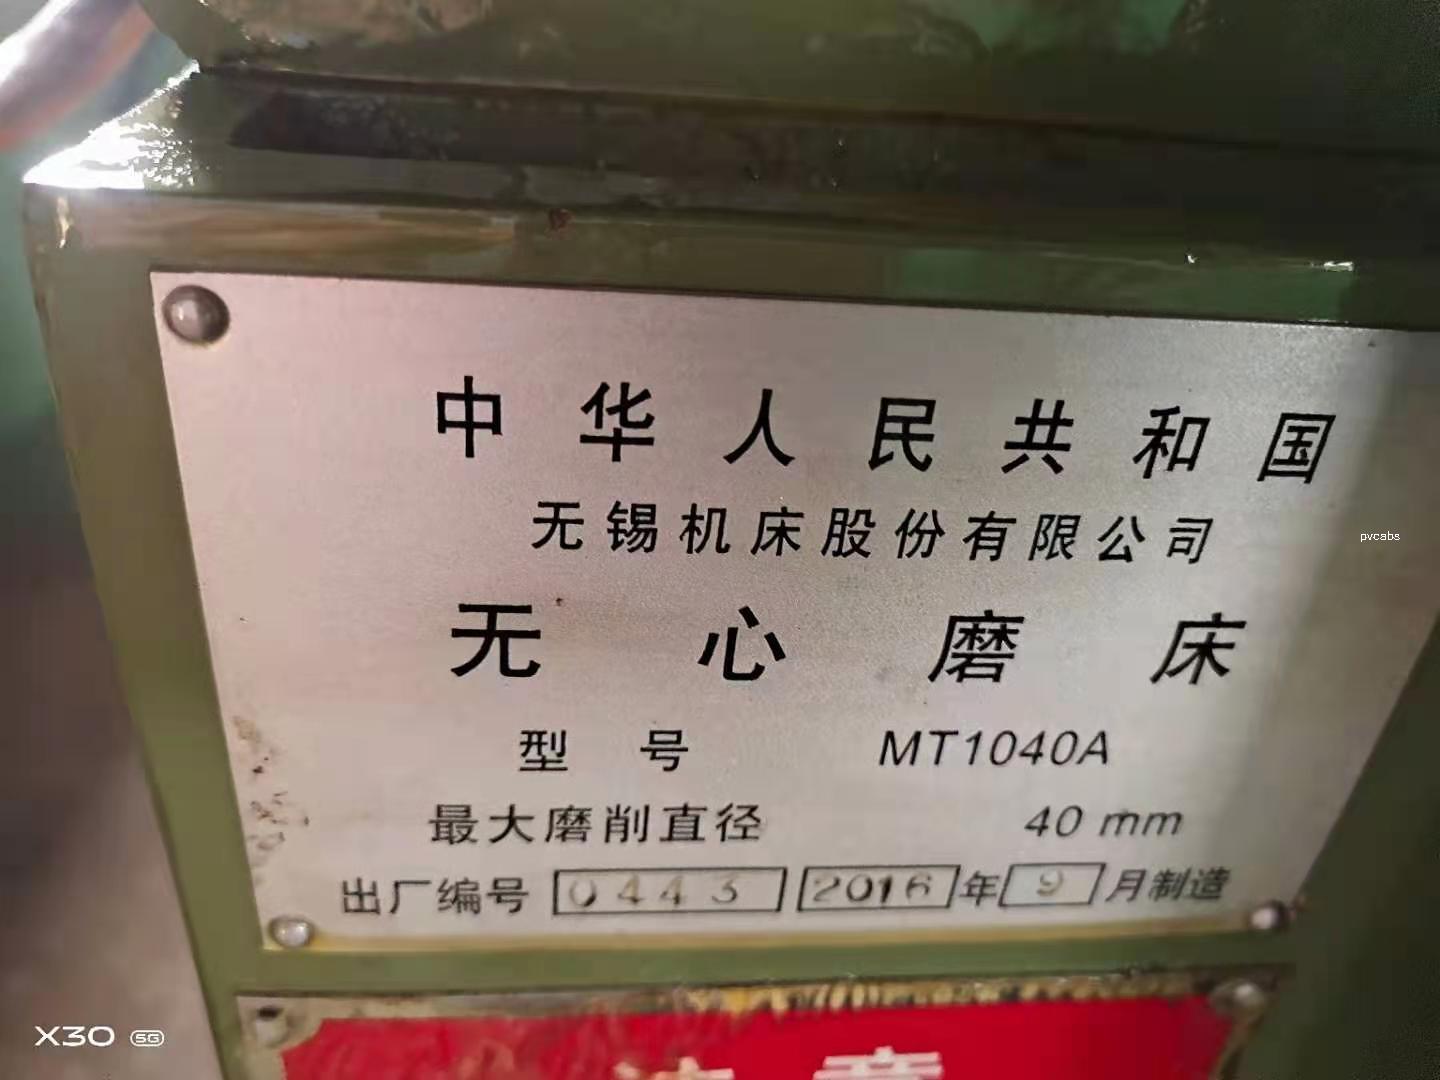 中华人民共和国
无锡机床股份有限公司
pvcabs
无心磨床
型号 MT1040A
最大磨削直径 40 mm
出厂编号 0443 2016 年 9 月制造
X30 5G
注意